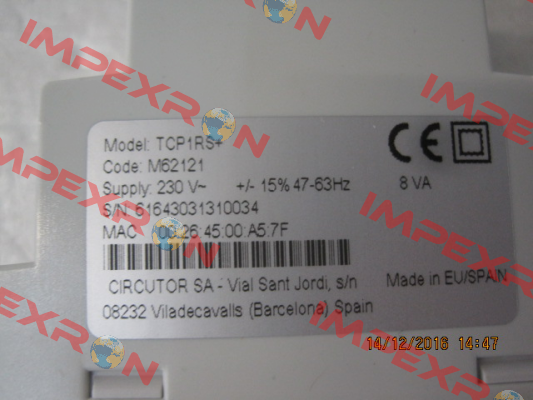 IMPEXRON
IMPEXRON
Model: TCP1RS+
Code: M62121
Supply: 230 V~ +/- 15% 47-63Hz 8 VA
S/N: 61643031310034
MAC 00:26:45:00:A5:7F
CIRCUTOR SA - Vial Sant Jordi, s/n Made in EU/SPAIN
08232 Viladecavalls (Barcelona) Spain
CE
14/12/2016 14:47
IMPEXRON
IMPEXRON